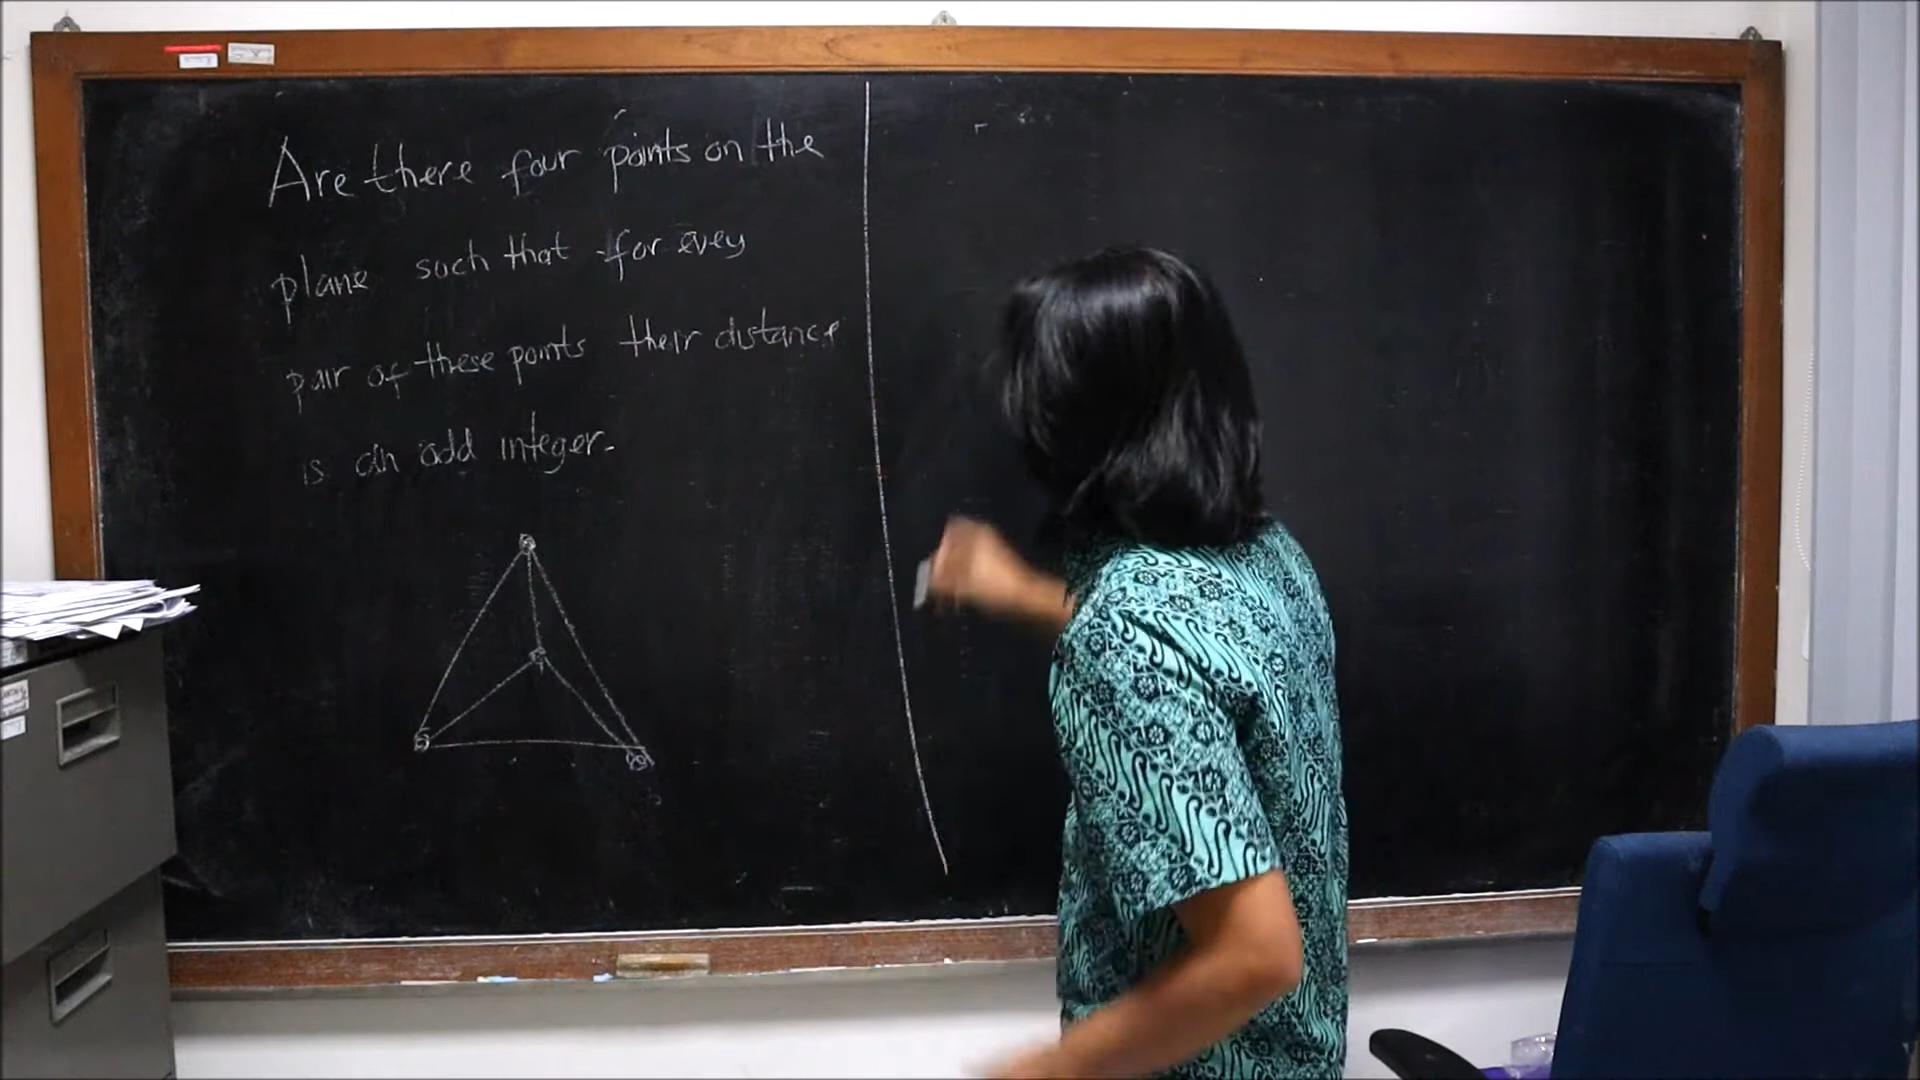 Are there four points on the
plane such that for evey
pair of these points their distance
is an odd integer.